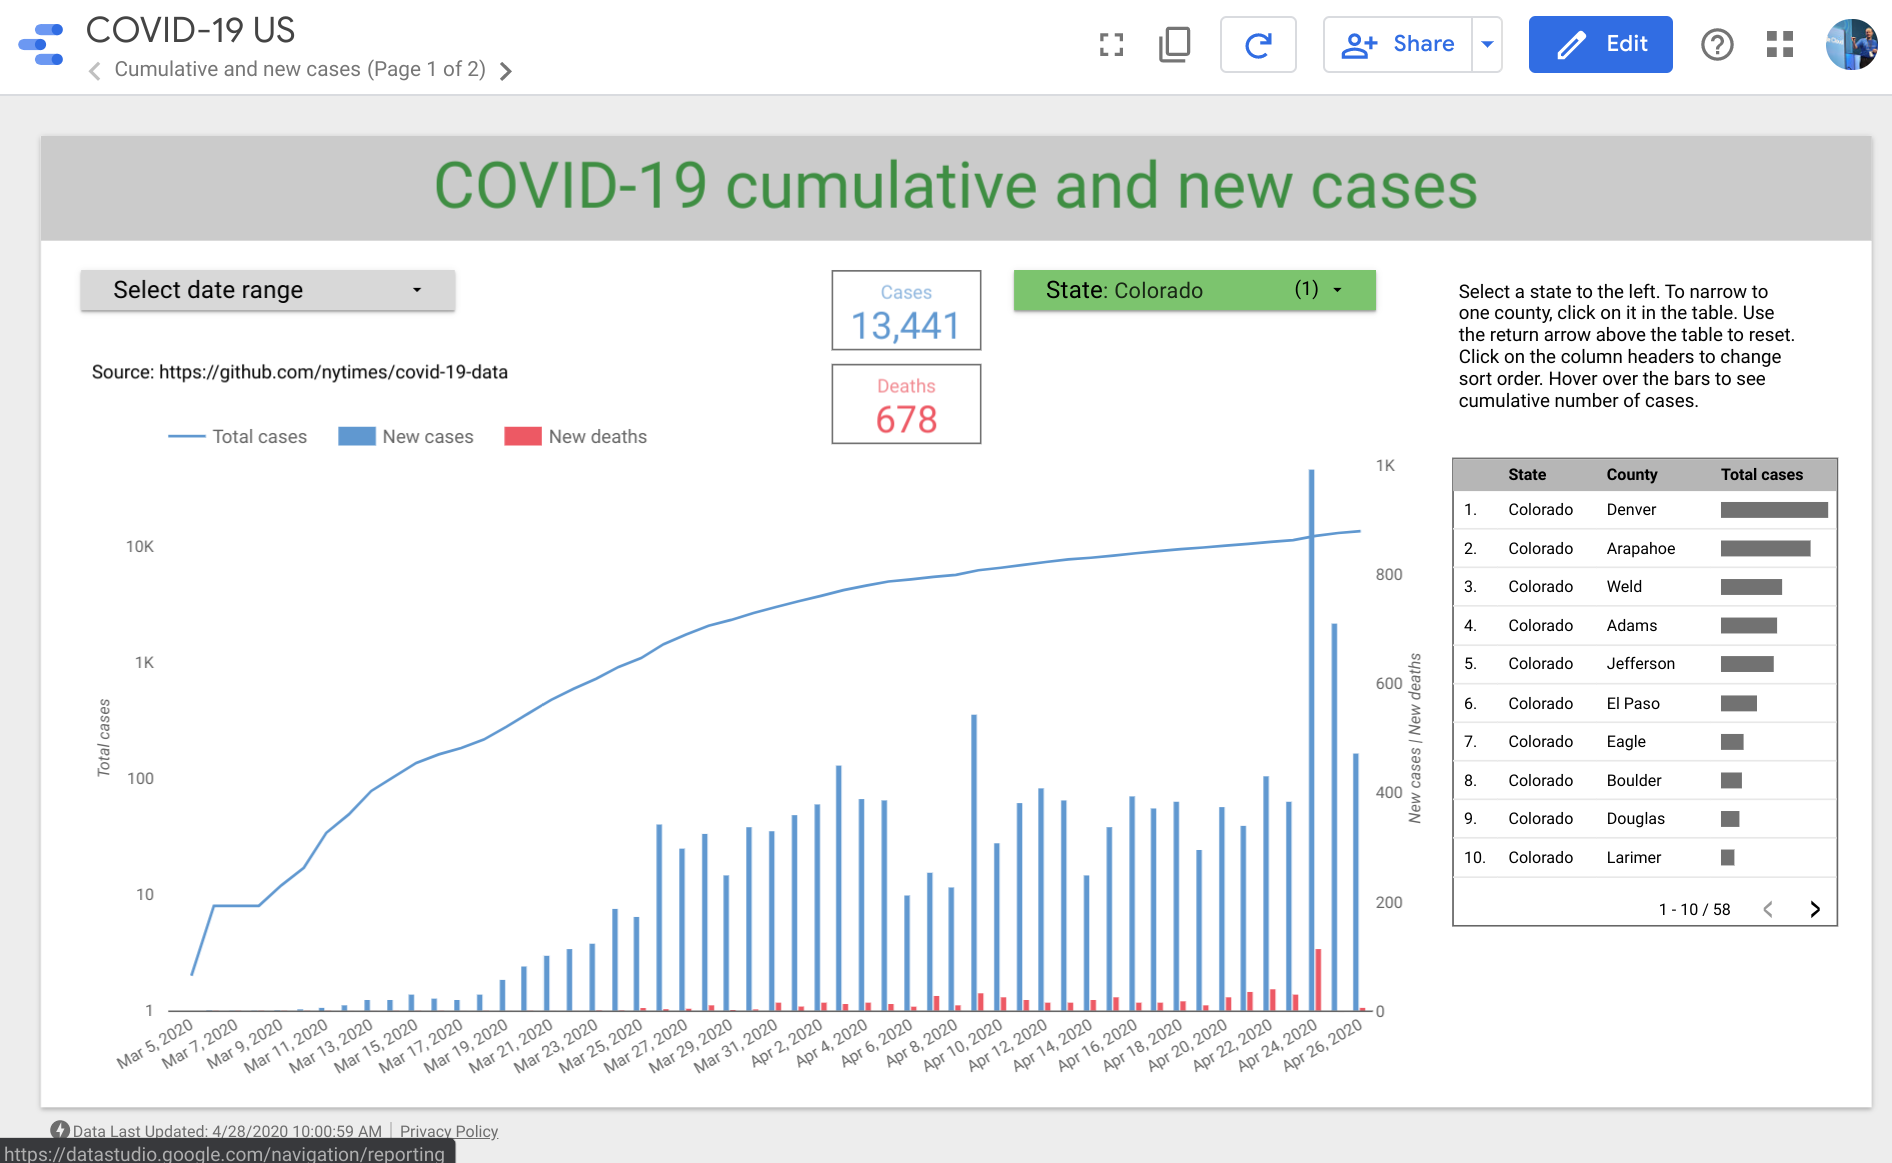 COVID-19 US
Cumulative and new cases (Page 1 of 2)
Share
Edit
COVID-19 cumulative and new cases
Select date range
Cases
13,441
State: Colorado (1)
Select a state to the left. To narrow to
one county, click on it in the table. Use
the return arrow above the table to reset.
Click on the column headers to change
sort order. Hover over the bars to see
cumulative number of cases.
Source: https://github.com/nytimes/covid-19-data
Deaths
678
Total cases New cases New deaths
10K
1K
100
10
1
Total cases
1K
800
600
400
200
0
New cases | New deaths
Mar 5, 2020
Mar 7, 2020
Mar 9, 2020
Mar 11, 2020
Mar 13, 2020
Mar 15, 2020
Mar 17, 2020
Mar 19, 2020
Mar 21, 2020
Mar 23, 2020
Mar 25, 2020
Mar 27, 2020
Mar 29, 2020
Mar 31, 2020
Apr 2, 2020
Apr 4, 2020
Apr 6, 2020
Apr 8, 2020
Apr 10, 2020
Apr 12, 2020
Apr 14, 2020
Apr 16, 2020
Apr 18, 2020
Apr 20, 2020
Apr 22, 2020
Apr 24, 2020
Apr 26, 2020
State County Total cases
1. Colorado Denver
2. Colorado Arapahoe
3. Colorado Weld
4. Colorado Adams
5. Colorado Jefferson
6. Colorado El Paso
7. Colorado Eagle
8. Colorado Boulder
9. Colorado Douglas
10. Colorado Larimer
1 - 10 / 58
Data Last Updated: 4/28/2020 10:00:59 AM Privacy Policy
https://datastudio.google.com/navigation/reporting